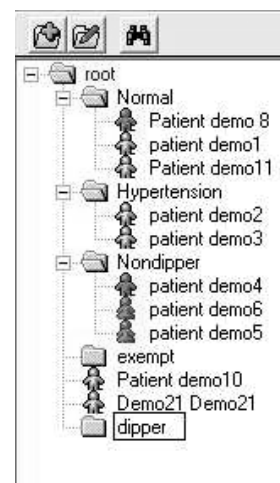 root
Normal
Patient demo 8
patient demo1
Patient demo11
Hypertension
patient demo2
patient demo3
Nondipper
patient demo4
patient demo6
patient demo5
exempt
Patient demo10
Demo21 Demo21
dipper